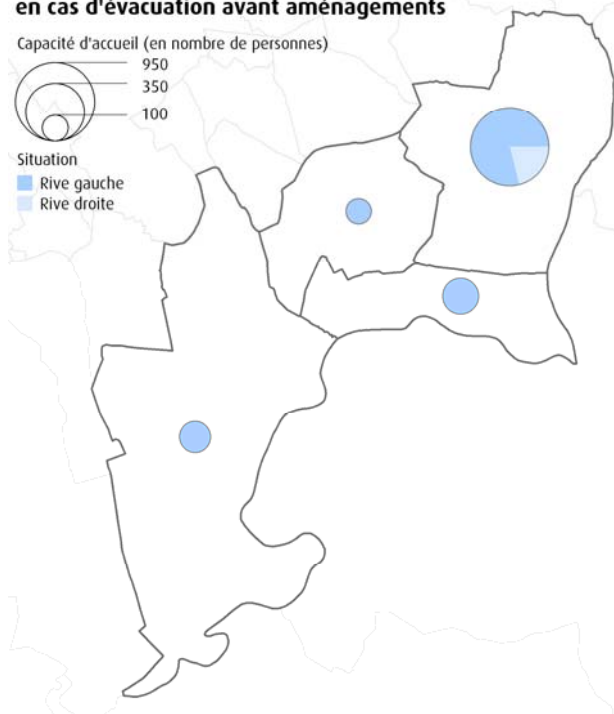 en cas d'évacuation avant aménagements
Capacité d'accueil (en nombre de personnes)
950
350
100
Situation
Rive gauche
Rive droite